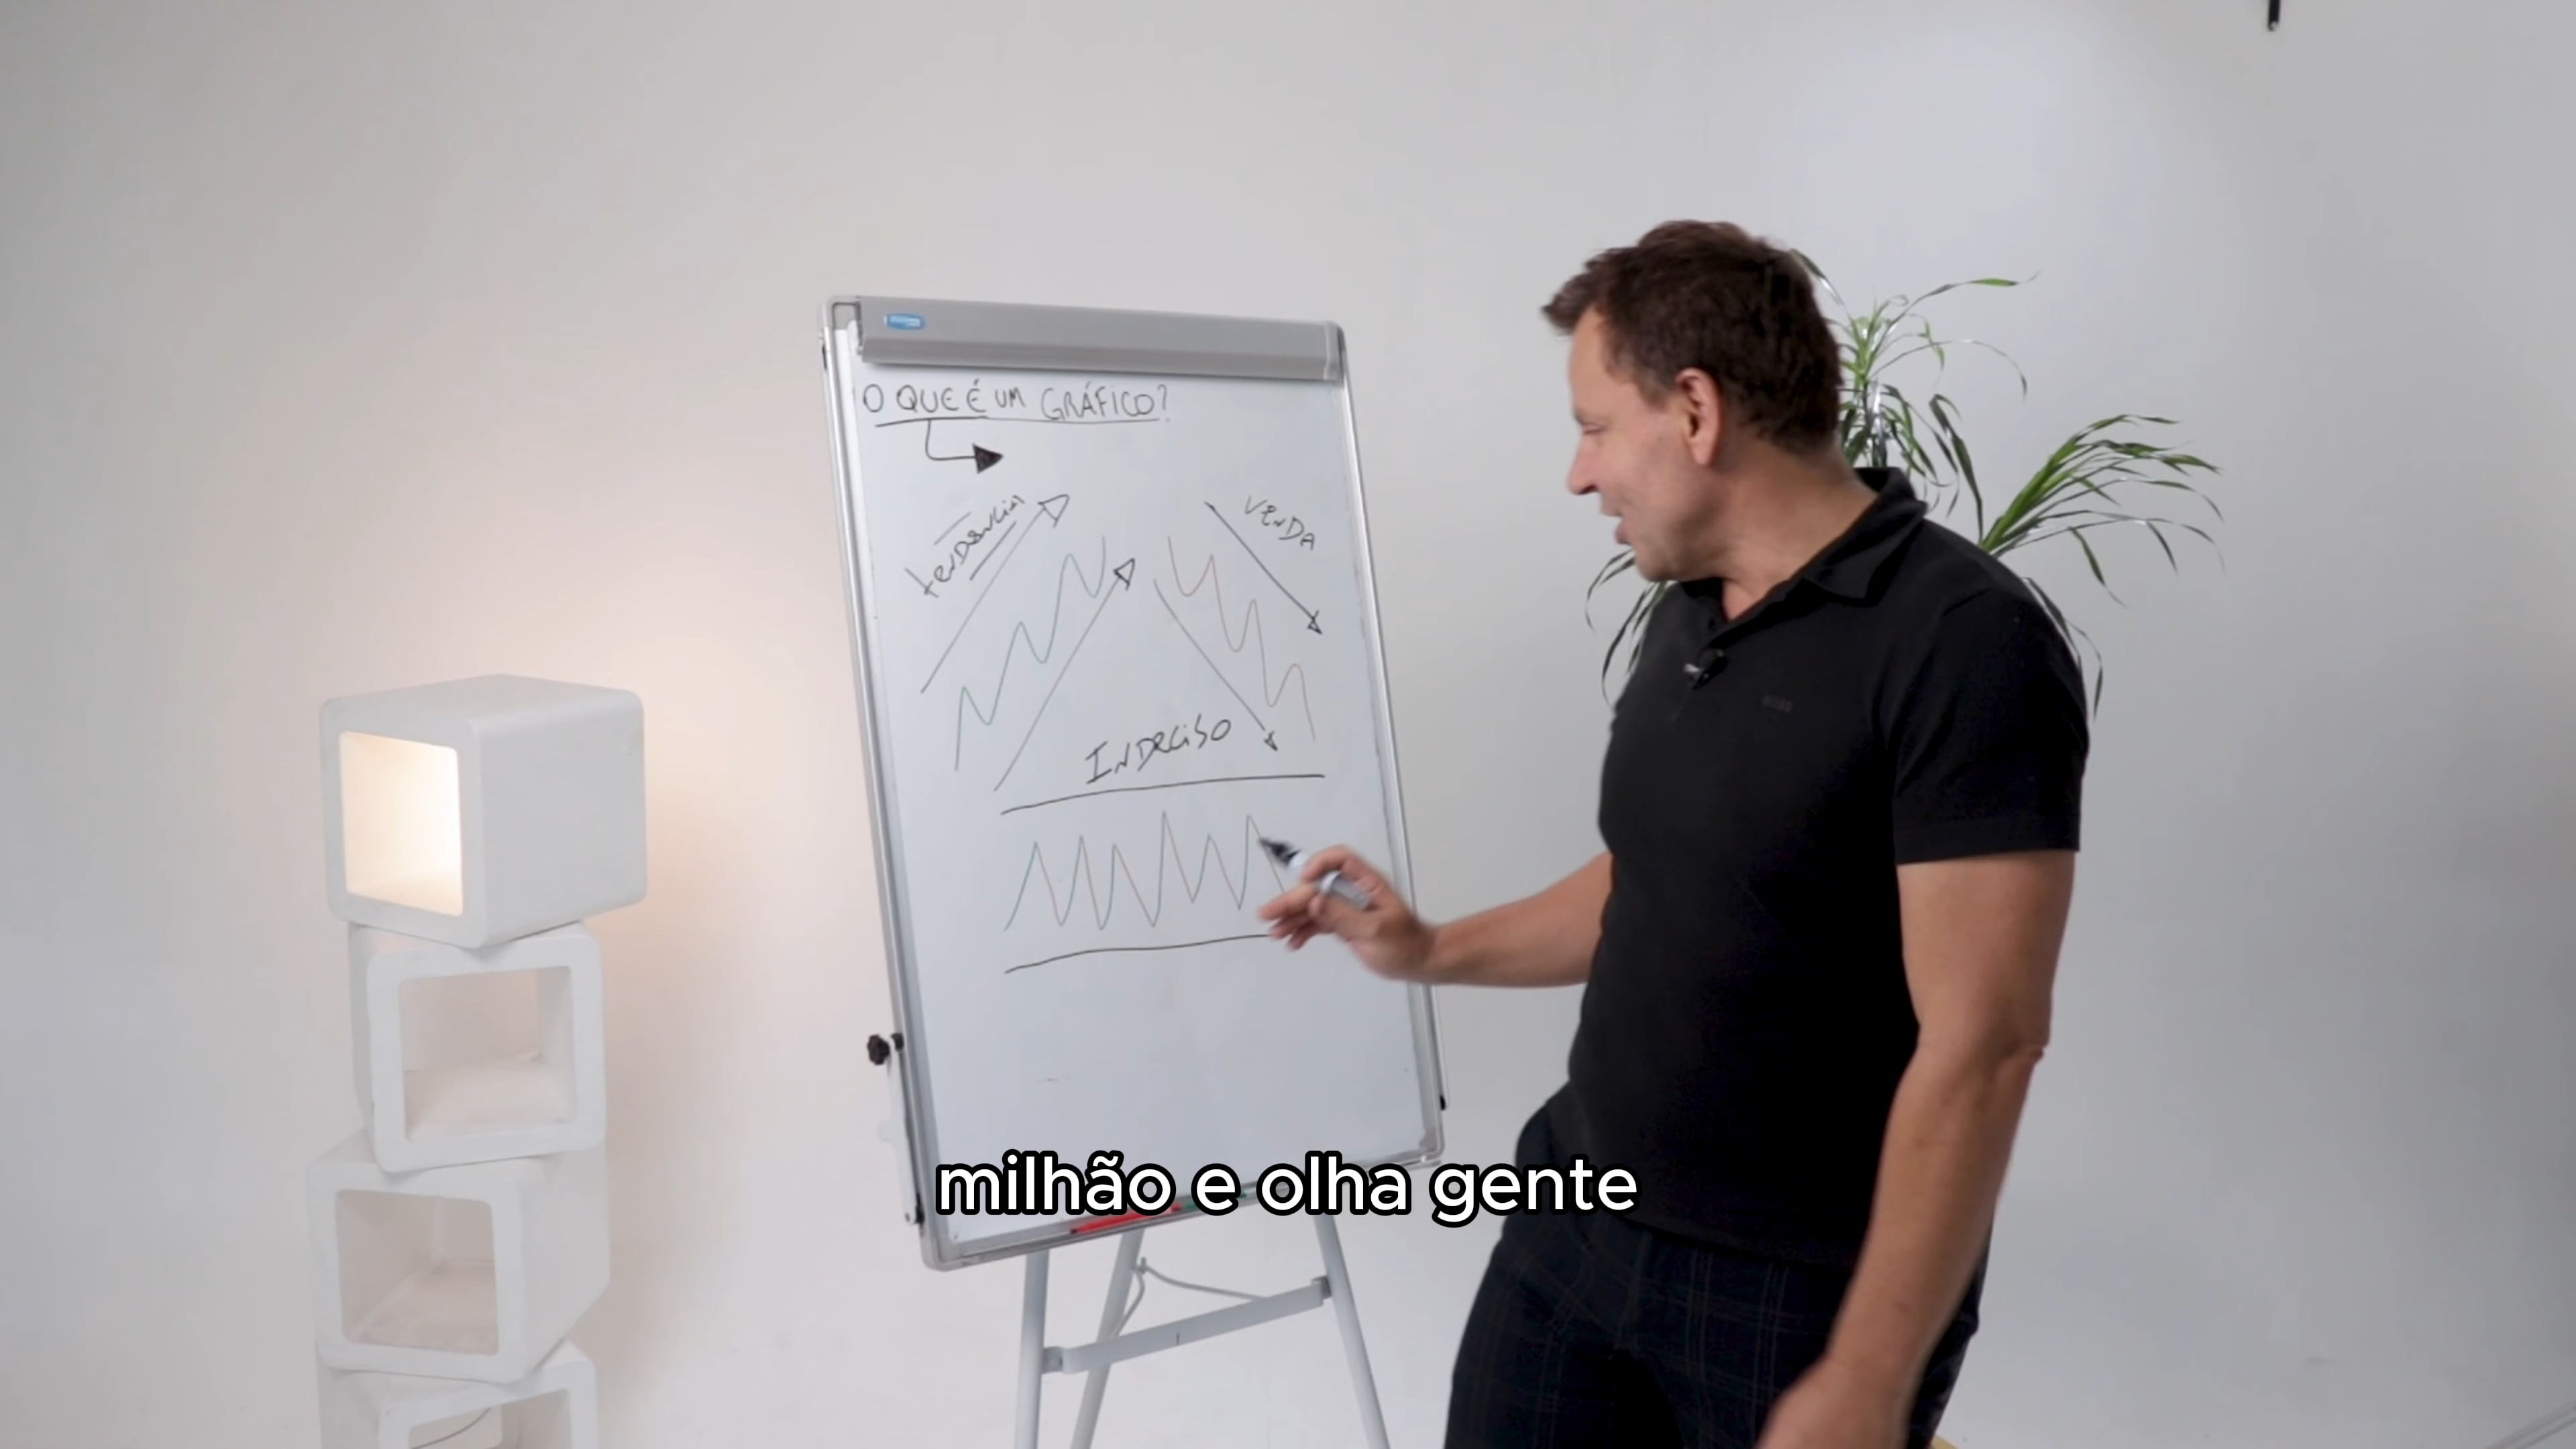 O QUE É UM GRÁFICO?
tenDência
VENDA
INDECISO
milhão e olha gente